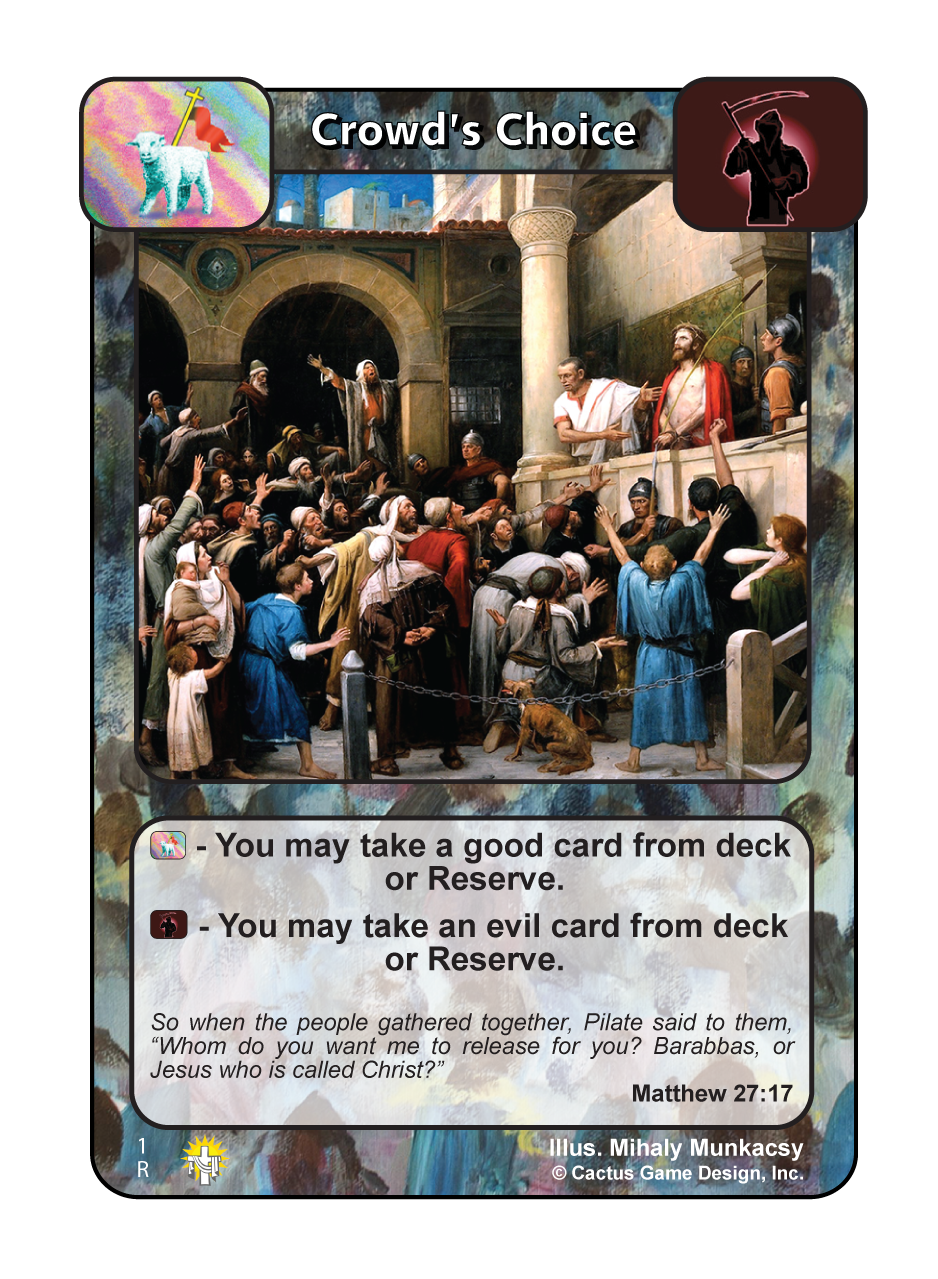 Crowd's Choice
- You may take a good card from deck
or Reserve.
- You may take an evil card from deck
or Reserve.
So when the people gathered together, Pilate said to them,
“Whom do you want me to release for you? Barabbas, or
Jesus who is called Christ?”
Matthew 27:17
1
R
Illus. Mihaly Munkacsy
© Cactus Game Design, Inc.